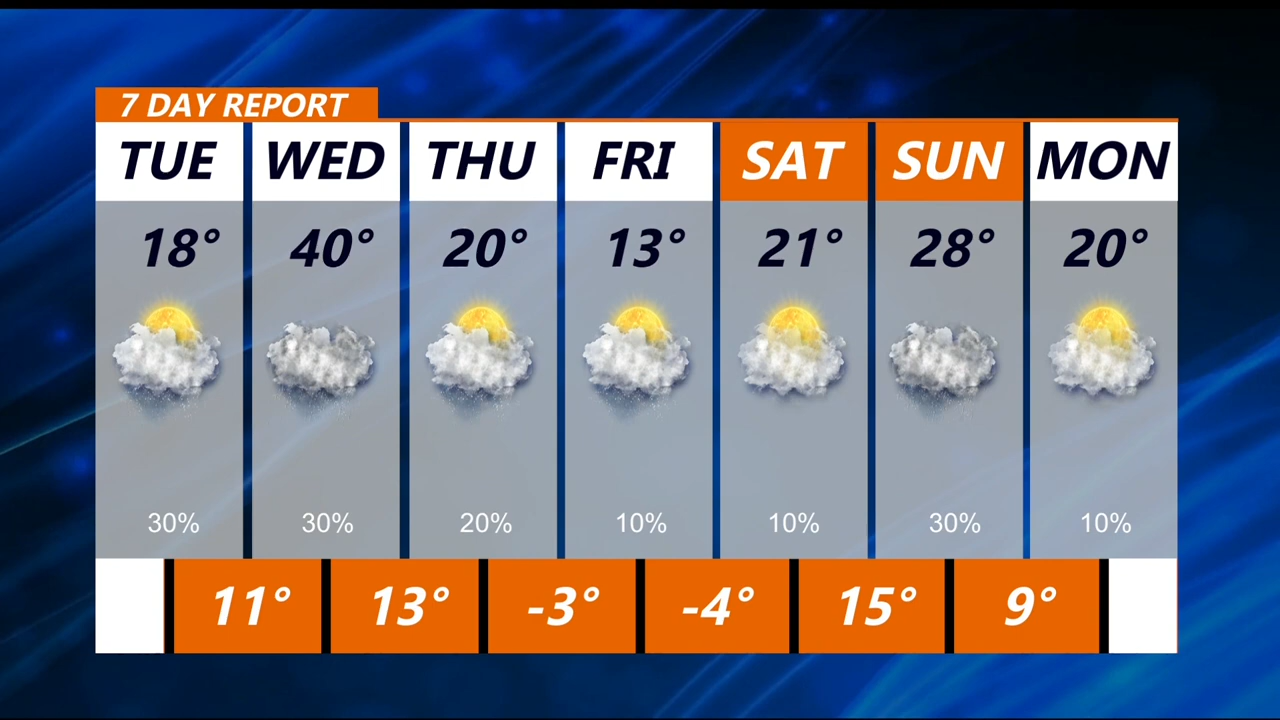 7 DAY REPORT
TUE WED THU FRI SAT SUN MON
18° 40° 20° 13° 21° 28° 20°
30% 30% 20% 10% 10% 30% 10%
11° 13° -3° -4° 15° 9°